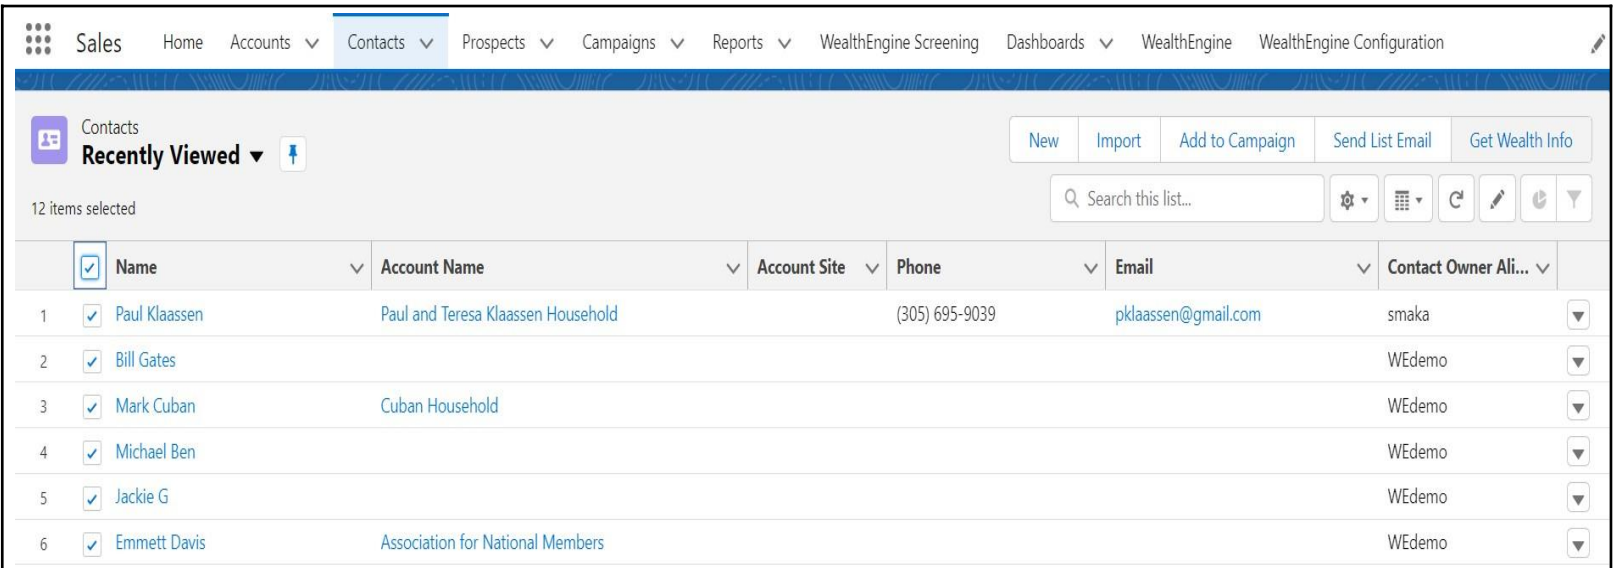 Sales Home Accounts Contacts Prospects Campaigns Reports WealthEngine Screening Dashboards WealthEngine WealthEngine Configuration
Contacts
Recently Viewed
New Import Add to Campaign Send List Email Get Wealth Info
12 items selected
Search this list...
Name Account Name Account Site Phone Email Contact Owner Ali...
1 Paul Klaassen Paul and Teresa Klaassen Household (305) 695-9039 pklaassen@gmail.com smaka
2 Bill Gates WEdemo
3 Mark Cuban Cuban Household WEdemo
4 Michael Ben WEdemo
5 Jackie G WEdemo
6 Emmett Davis Association for National Members WEdemo